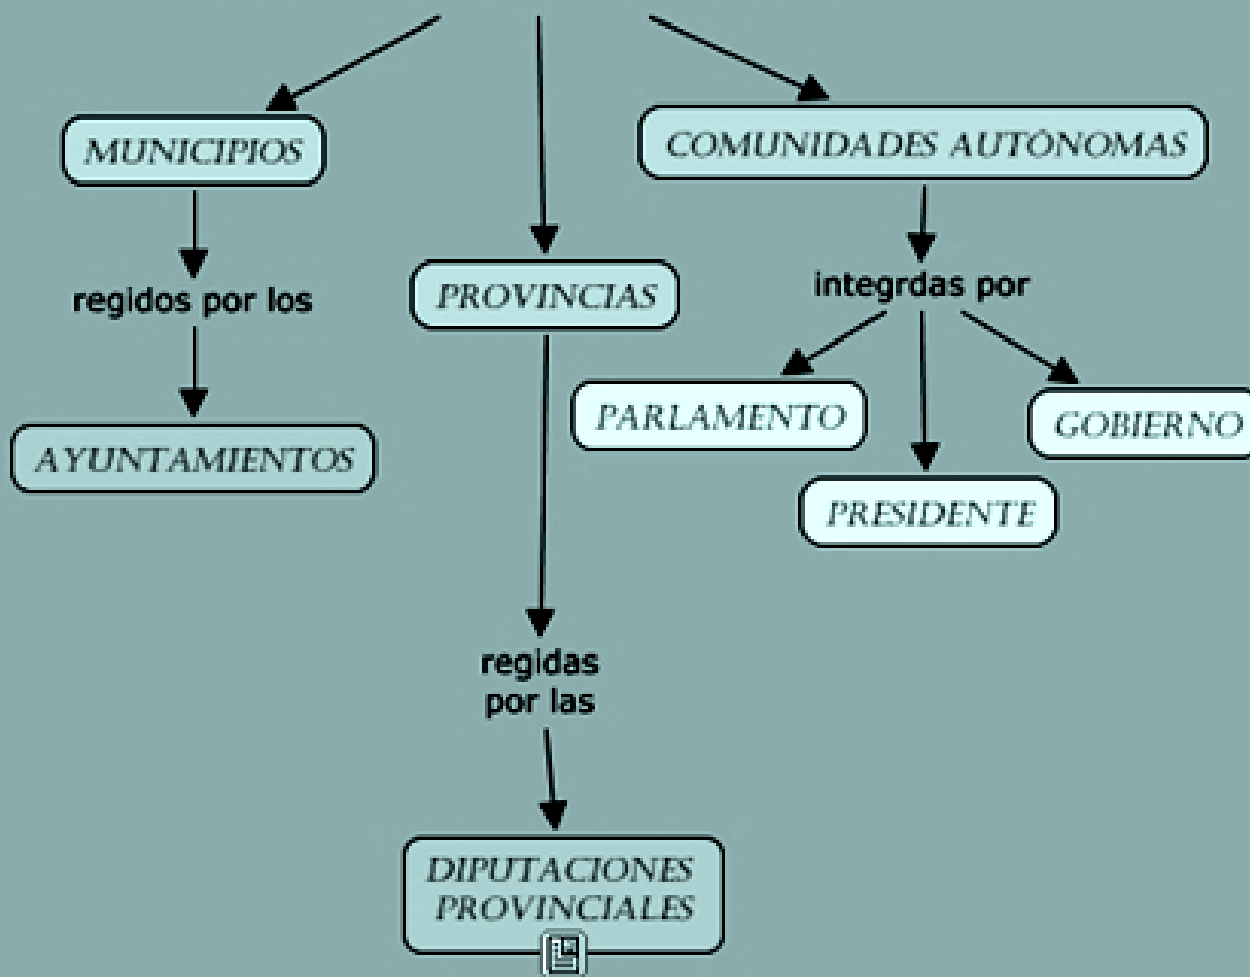 MUNICIPIOS
COMUNIDADES AUTÓNOMAS
regidos por los
PROVINCIAS
integrdas por
AYUNTAMIENTOS
PARLAMENTO
GOBIERNO
PRESIDENTE
regidas
por las
DIPUTACIONES
PROVINCIALES